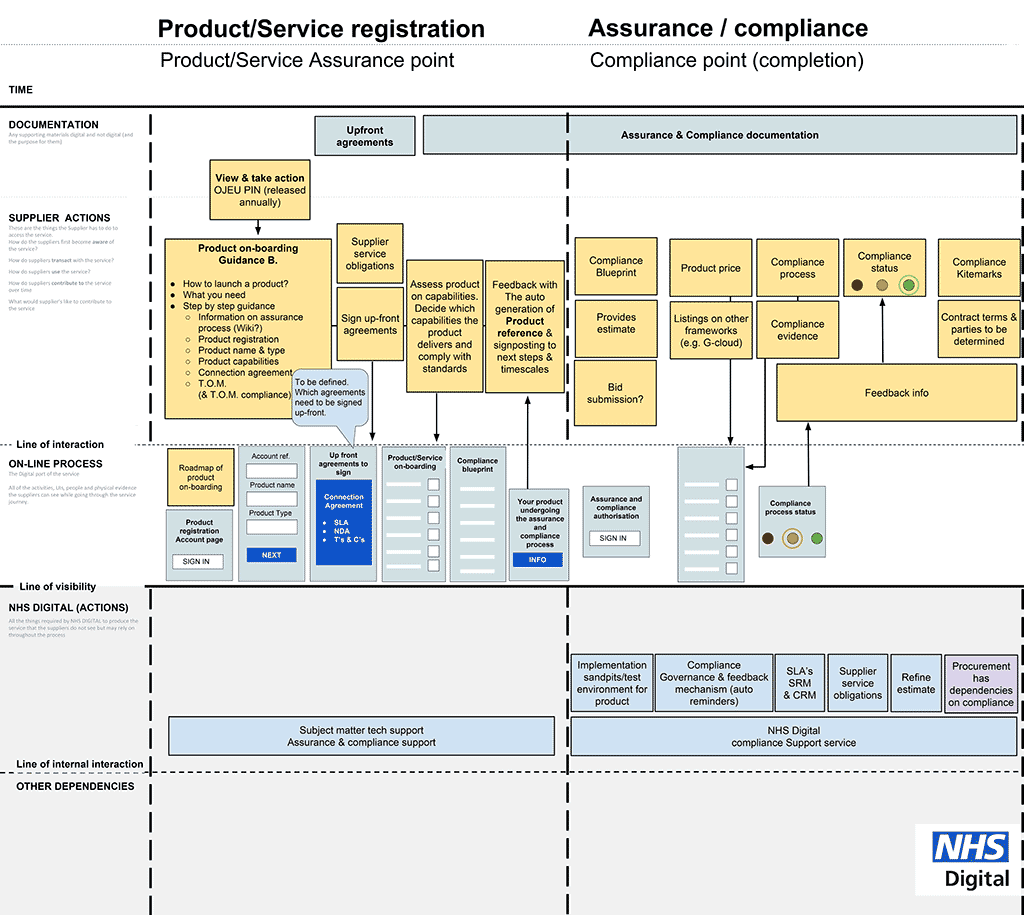 Product/Service registration
Assurance / compliance
Product/Service Assurance point
Compliance point (completion)
TIME
DOCUMENTATION
Any supporting materials digital and not digital (and
the purpose for them)
Upfront
agreements
Assurance & Compliance documentation
View & take action
OJEU PIN (released
annually)
SUPPLIER ACTIONS
These are the things the Supplier has to do to
access the service.
How do the suppliers find become aware of
the service?
How do suppliers transact with the service?
How do suppliers use the service?
How do suppliers contribute to the service
over time
What would supplier's like to contribute to
the service
Product on-boarding
Guidance B.
How to launch a product?
What you need
Step by step guidance
Information on assurance
process (Wiki?)
Product registration
Product name & type
Product capabilities
Connection agreement
T.O.M.
(& T.O.M. compliance)
Supplier
service
obligations
Sign up-front
agreements
Assess product
on capabilities.
Decide which
capabilities the
product
delivers and
comply with
standards
Feedback with
The auto
generation of
Product
reference &
signposting to
next steps &
timescales
To be defined.
Which agreements
need to be signed
up-front.
Compliance
Blueprint
Provides
estimate
Bid
submission?
Product price
Listings on other
frameworks
(e.g. G-cloud)
Compliance
process
Compliance
evidence
Compliance
status
Compliance
Kitemarks
Contract terms &
parties to be
determined
Feedback info
Line of interaction
ON-LINE PROCESS
The Digital part of the service
All of the activities, UIs, people and physical evidence
the suppliers can see while going through the service
journey.
Roadmap of
product
on-boarding
Product
registration
Account page
SIGN IN
Account ref.
Product name
Product Type
NEXT
Up front
agreements to
sign
Connection
Agreement
SLA
NDA
T's & C's
Product/Service
on-boarding
Compliance
blueprint
Your product
undergoing
the assurance
and
compliance
process
INFO
Assurance and
compliance
authorisation
SIGN IN
Compliance
process status
Line of visibility
NHS DIGITAL (ACTIONS)
All the things required by NHS DIGITAL to produce the
service that the suppliers do not see but may rely on
throughout the process
Implementation
sandpits/test
environment for
product
Compliance
Governance & feedback
mechanism (auto
reminders)
SLA's
SRM
& CRM
Supplier
service
obligations
Refine
estimate
Procurement
has
dependencies
on compliance
Subject matter tech support
Assurance & compliance support
NHS Digital
compliance Support service
Line of internal interaction
OTHER DEPENDENCIES
NHS
Digital